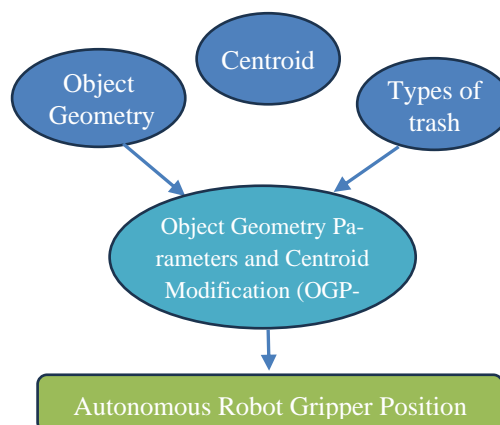 Centroid
Object
Geometry
Types of
trash
Object Geometry Pa-
rameters and Centroid
Modification (OGP-
Autonomous Robot Gripper Position